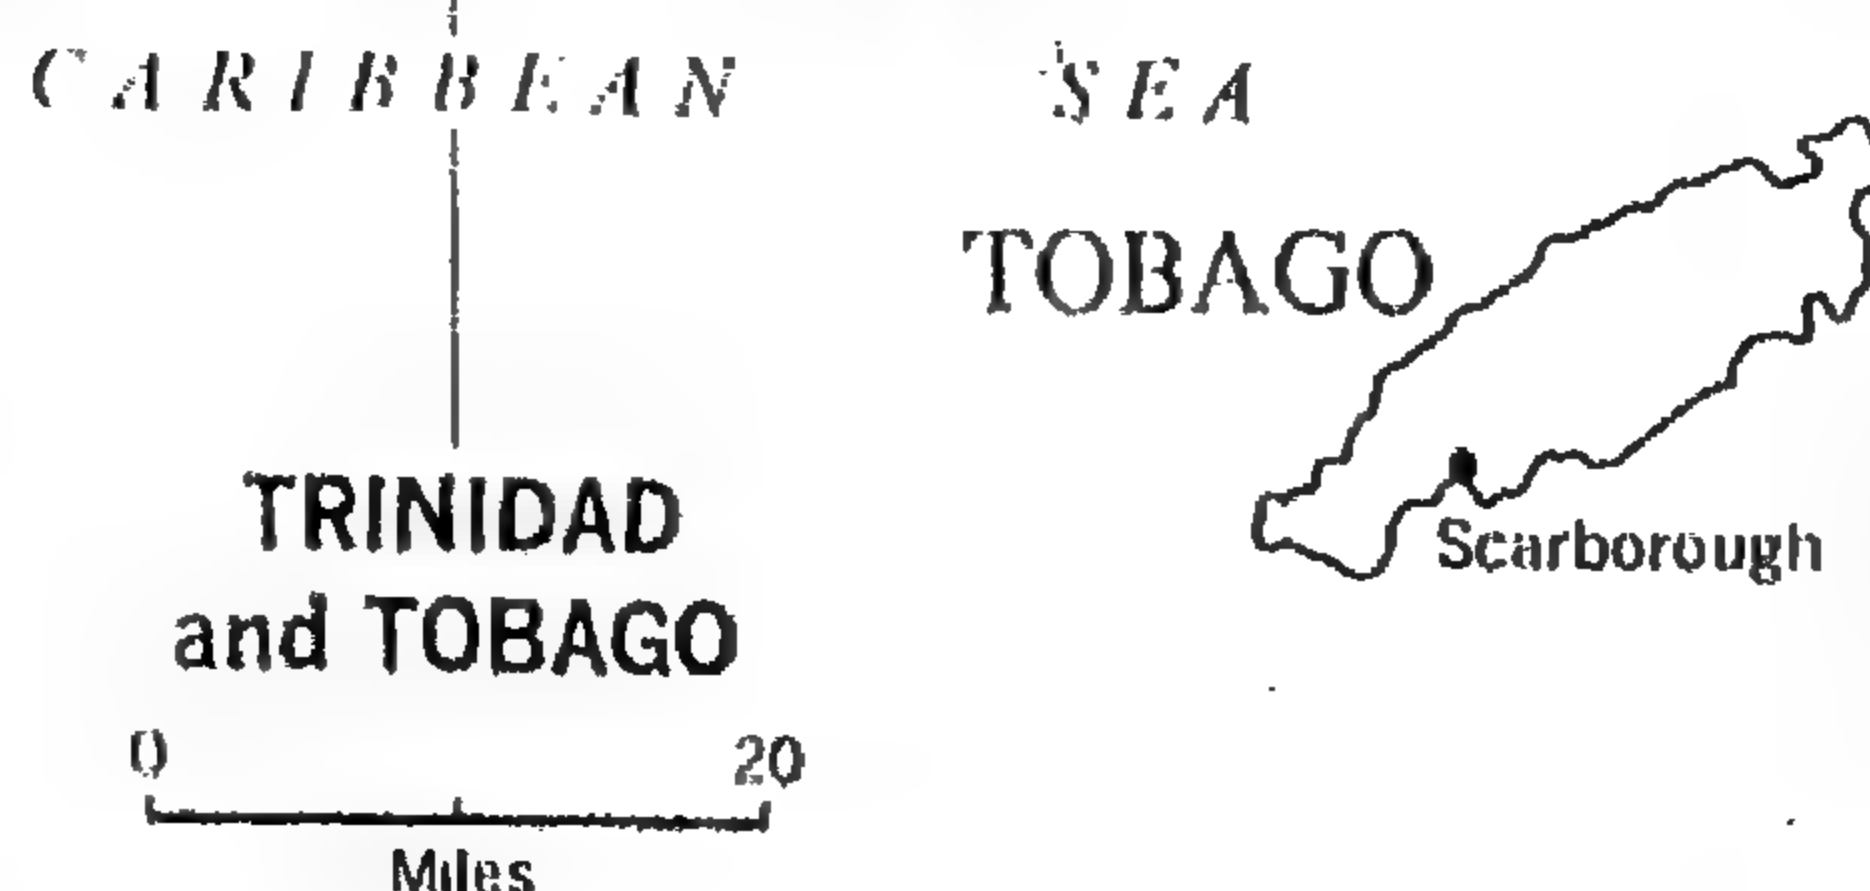 CARIBBEAN SEA
TOBAGO
Scarborough
TRINIDAD
and TOBAGO
0 20
Miles